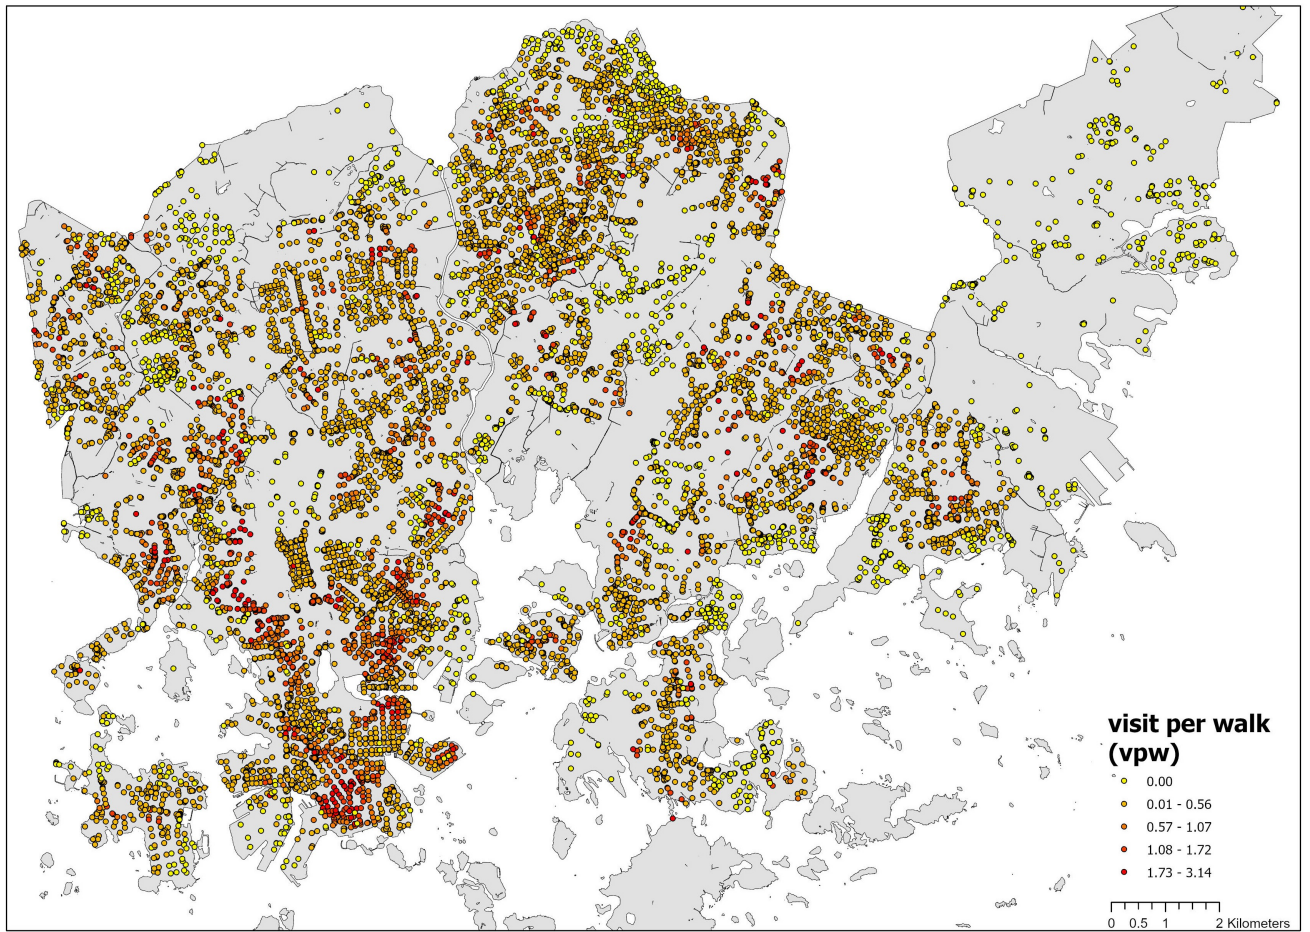 visit per walk
(vpw)
0.00
0.01 - 0.56
0.57 - 1.07
1.08 - 1.72
1.73 - 3.14
0 0.5 1 2 Kilometers